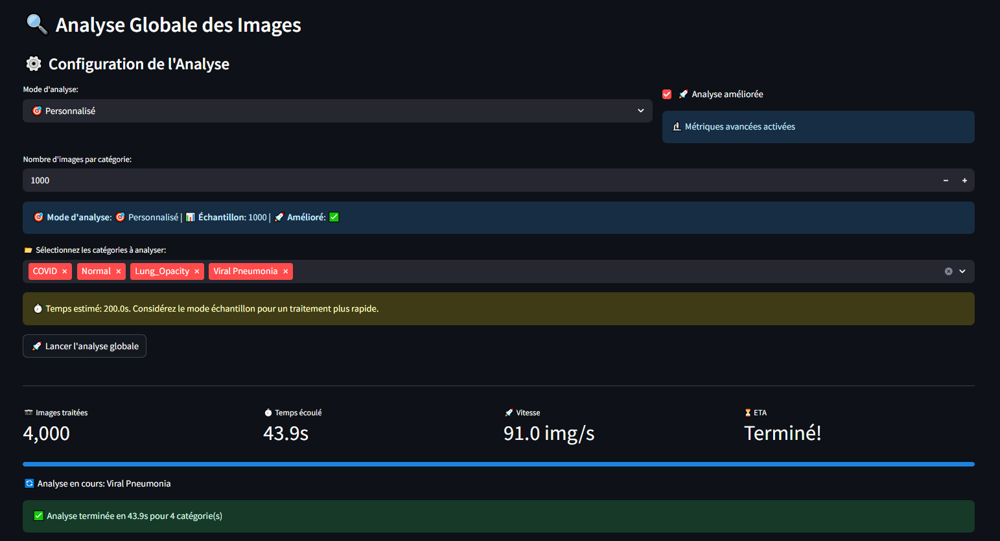 🔍 Analyse Globale des Images
⚙️ Configuration de l'Analyse
Mode d'analyse:
🎯 Personnalisé
🚀 Analyse améliorée
🔬 Métriques avancées activées
Nombre d'images par catégorie:
1000
🎯 Mode d'analyse: 🎯 Personnalisé | 📊 Échantillon: 1000 | 🚀 Amélioré: ✅
📂 Sélectionnez les catégories à analyser:
COVID × Normal × Lung_Opacity × Viral Pneumonia ×
⏱️ Temps estimé: 200.0s. Considérez le mode échantillon pour un traitement plus rapide.
🚀 Lancer l'analyse globale
📷 Images traitées
4,000
⏱️ Temps écoulé
43.9s
🚀 Vitesse
91.0 img/s
⏳ ETA
Terminé!
🔄 Analyse en cours: Viral Pneumonia
✅ Analyse terminée en 43.9s pour 4 catégorie(s)